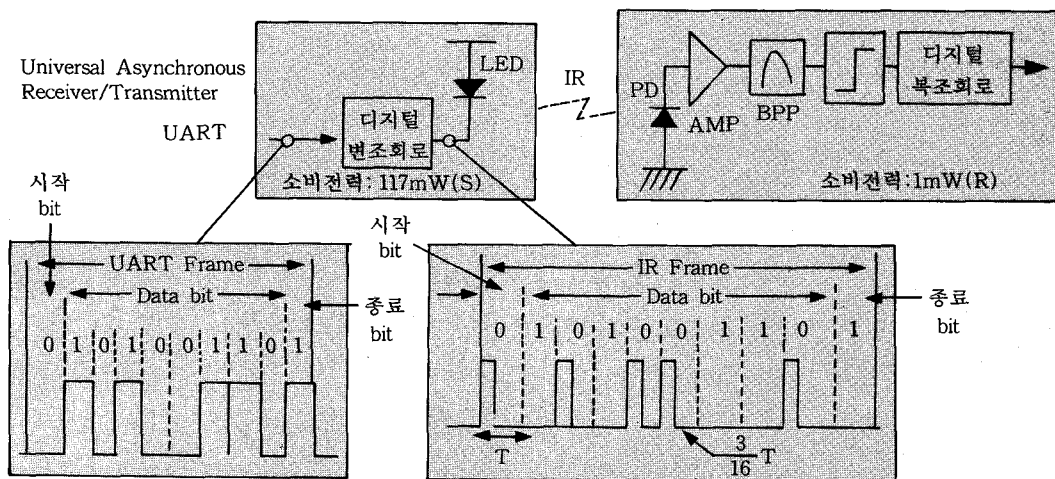 Universal Asynchronous
Receiver/Transmitter
UART
디지털
변조회로
LED
소비전력: 117mW(S)
IR
PD
AMP
BPP
디지털
복조회로
소비전력:1mW(R)
시작
bit
UART Frame
Data bit
종료
bit
0 1 0 1 0 0 1 1 0 1
시작
bit
IR Frame
Data bit
종료
bit
0 1 0 1 0 0 1 1 0 1
T
3
16 T